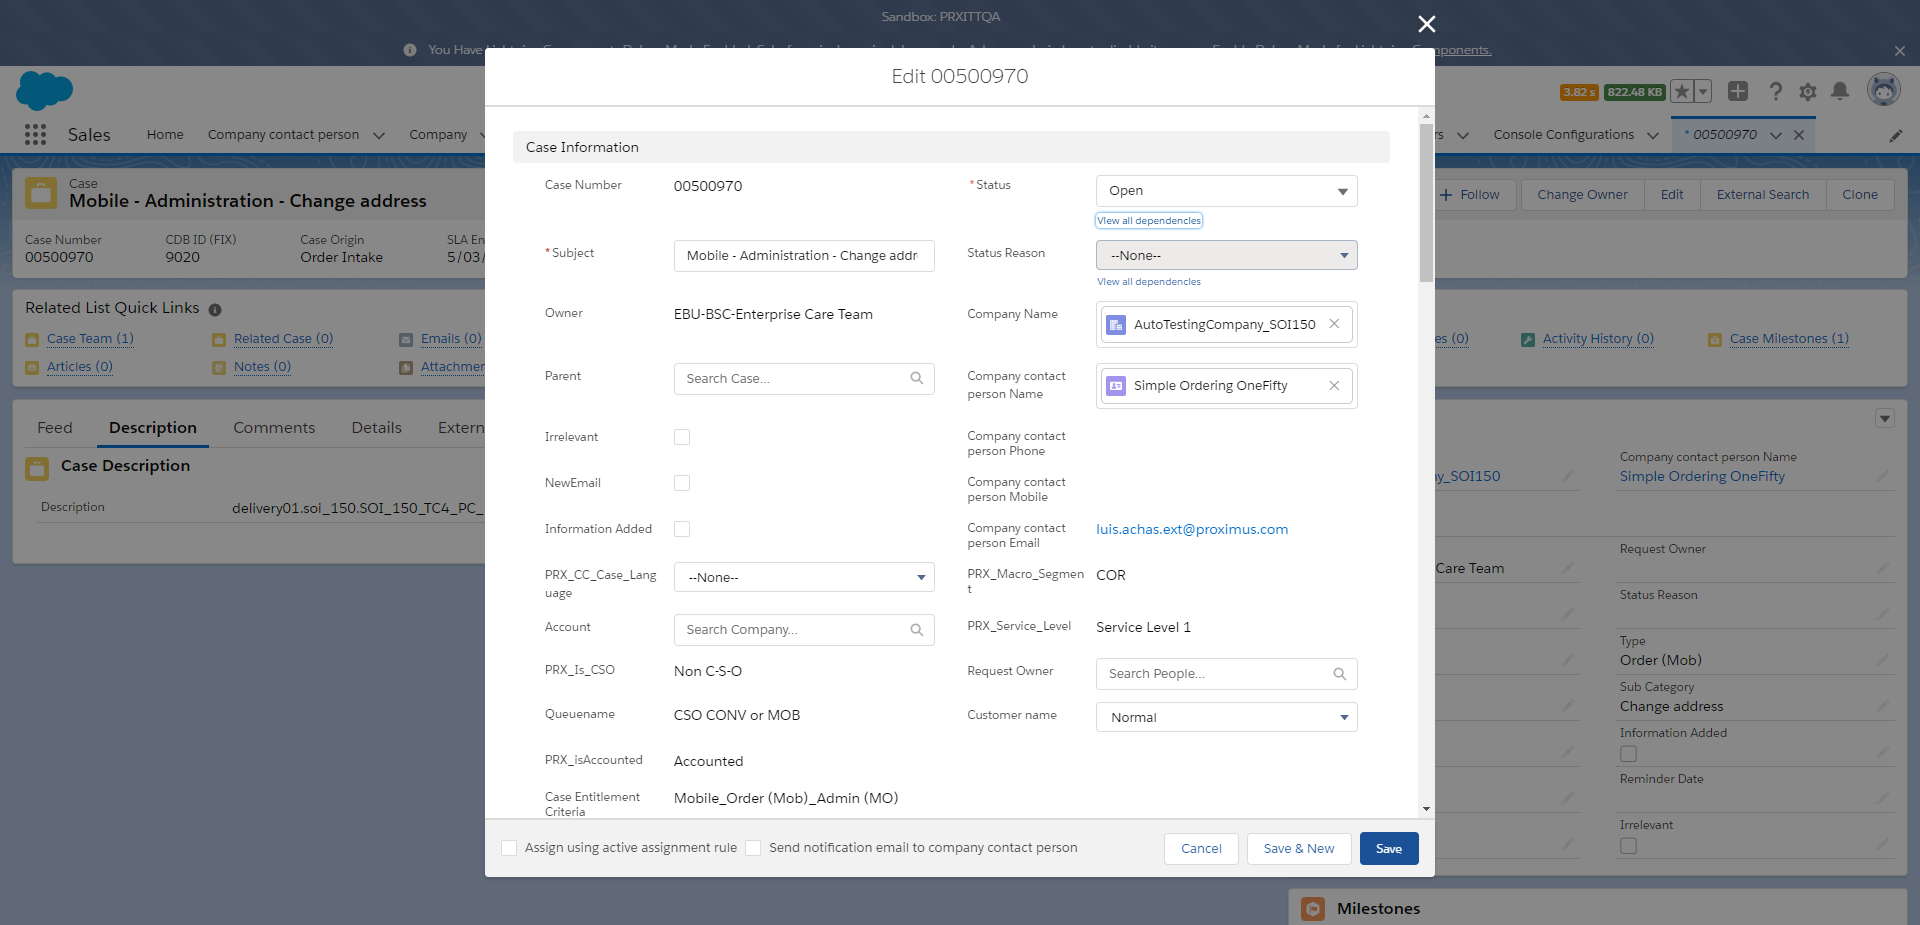 Sandbox: PRXITTQA
You Have
mponents.
Edit 00500970
3.82 s
822.48 KB
Sales
Home
Company contact person
Company
rs
Console Configurations
* 00500970
Case
Mobile - Administration - Change address
Follow
Change Owner
Edit
External Search
Clone
Case Number
00500970
CDB ID (FIX)
9020
Case Origin
Order Intake
SLA En
5/03/
Related List Quick Links
Case Team (1)
Related Case (0)
Emails (0)
es (0)
Activity History (0)
Case Milestones (1)
Articles (0)
Notes (0)
Attachmer
Feed
Description
Comments
Details
Extern
Case Description
Description
delivery01.soi_150.SOI_150_TC4_PC_
Case Information
Case Number
00500970
* Status
Open
View all dependencies
* Subject
Mobile - Administration - Change addr
Status Reason
--None--
View all dependencies
Owner
EBU-BSC-Enterprise Care Team
Company Name
AutoTestingCompany_SOI150
Parent
Search Case...
Company contact
person Name
Simple Ordering OneFifty
Irrelevant
Company contact
person Phone
NewEmail
Company contact
person Mobile
Information Added
Company contact
person Email
luis.achas.ext@proximus.com
PRX_CC_Case_Lang
uage
--None--
PRX_Macro_Segmen
t
COR
Account
Search Company...
PRX_Service_Level
Service Level 1
PRX_Is_CSO
Non C-S-O
Request Owner
Search People...
Queuename
CSO CONV or MOB
Customer name
Normal
PRX_isAccounted
Accounted
Case Entitlement
Criteria
Mobile_Order (Mob)_Admin (MO)
Assign using active assignment rule
Send notification email to company contact person
Cancel
Save & New
Save
y_SOI150
Company contact person Name
Simple Ordering OneFifty
Care Team
Request Owner
Status Reason
Type
Order (Mob)
Sub Category
Change address
Information Added
Reminder Date
Irrelevant
Milestones